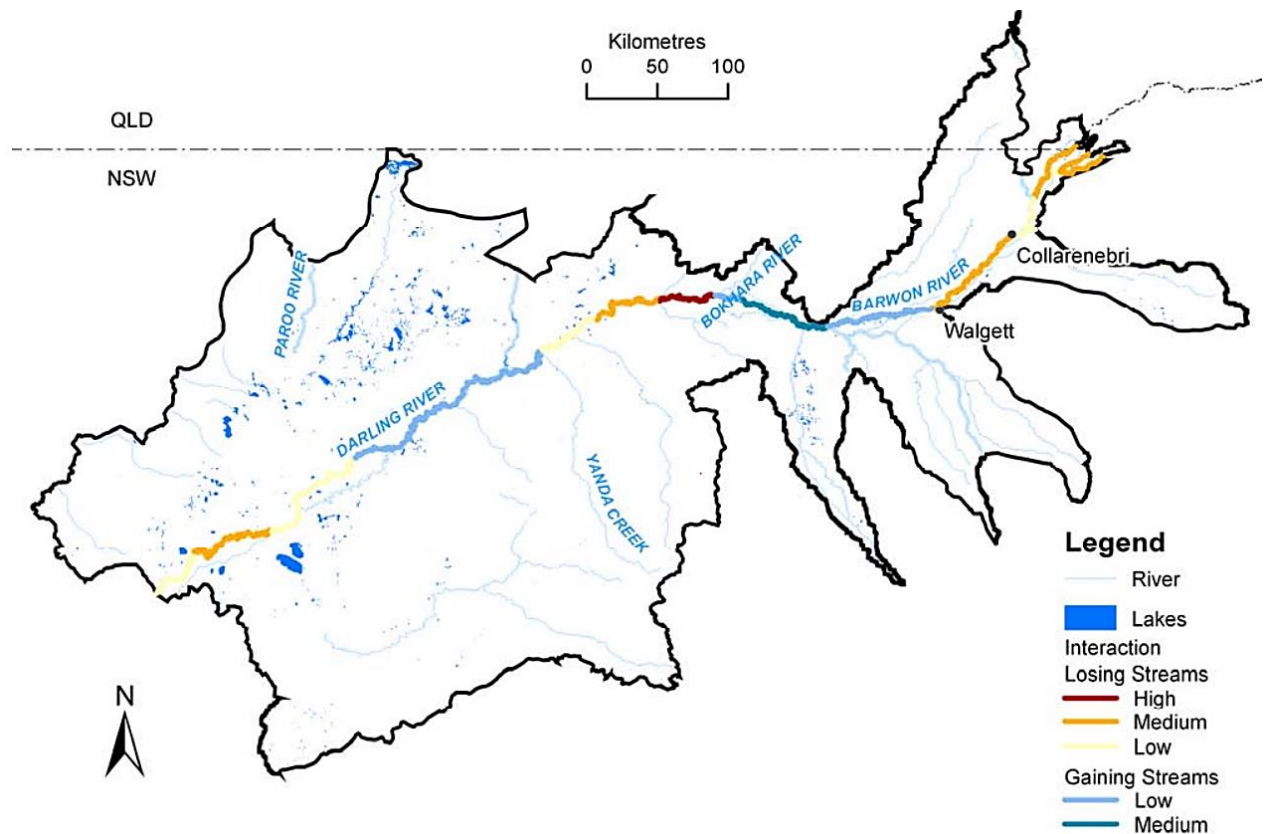 Kilometres
0 50 100
QLD
NSW
PAROO RIVER
BOKHARA RIVER
BARWON RIVER
Collarenebri
Walgett
DARLING RIVER
YANDA CREEK
N
Legend
River
Lakes
Interaction
Losing Streams
High
Medium
Low
Gaining Streams
Low
Medium